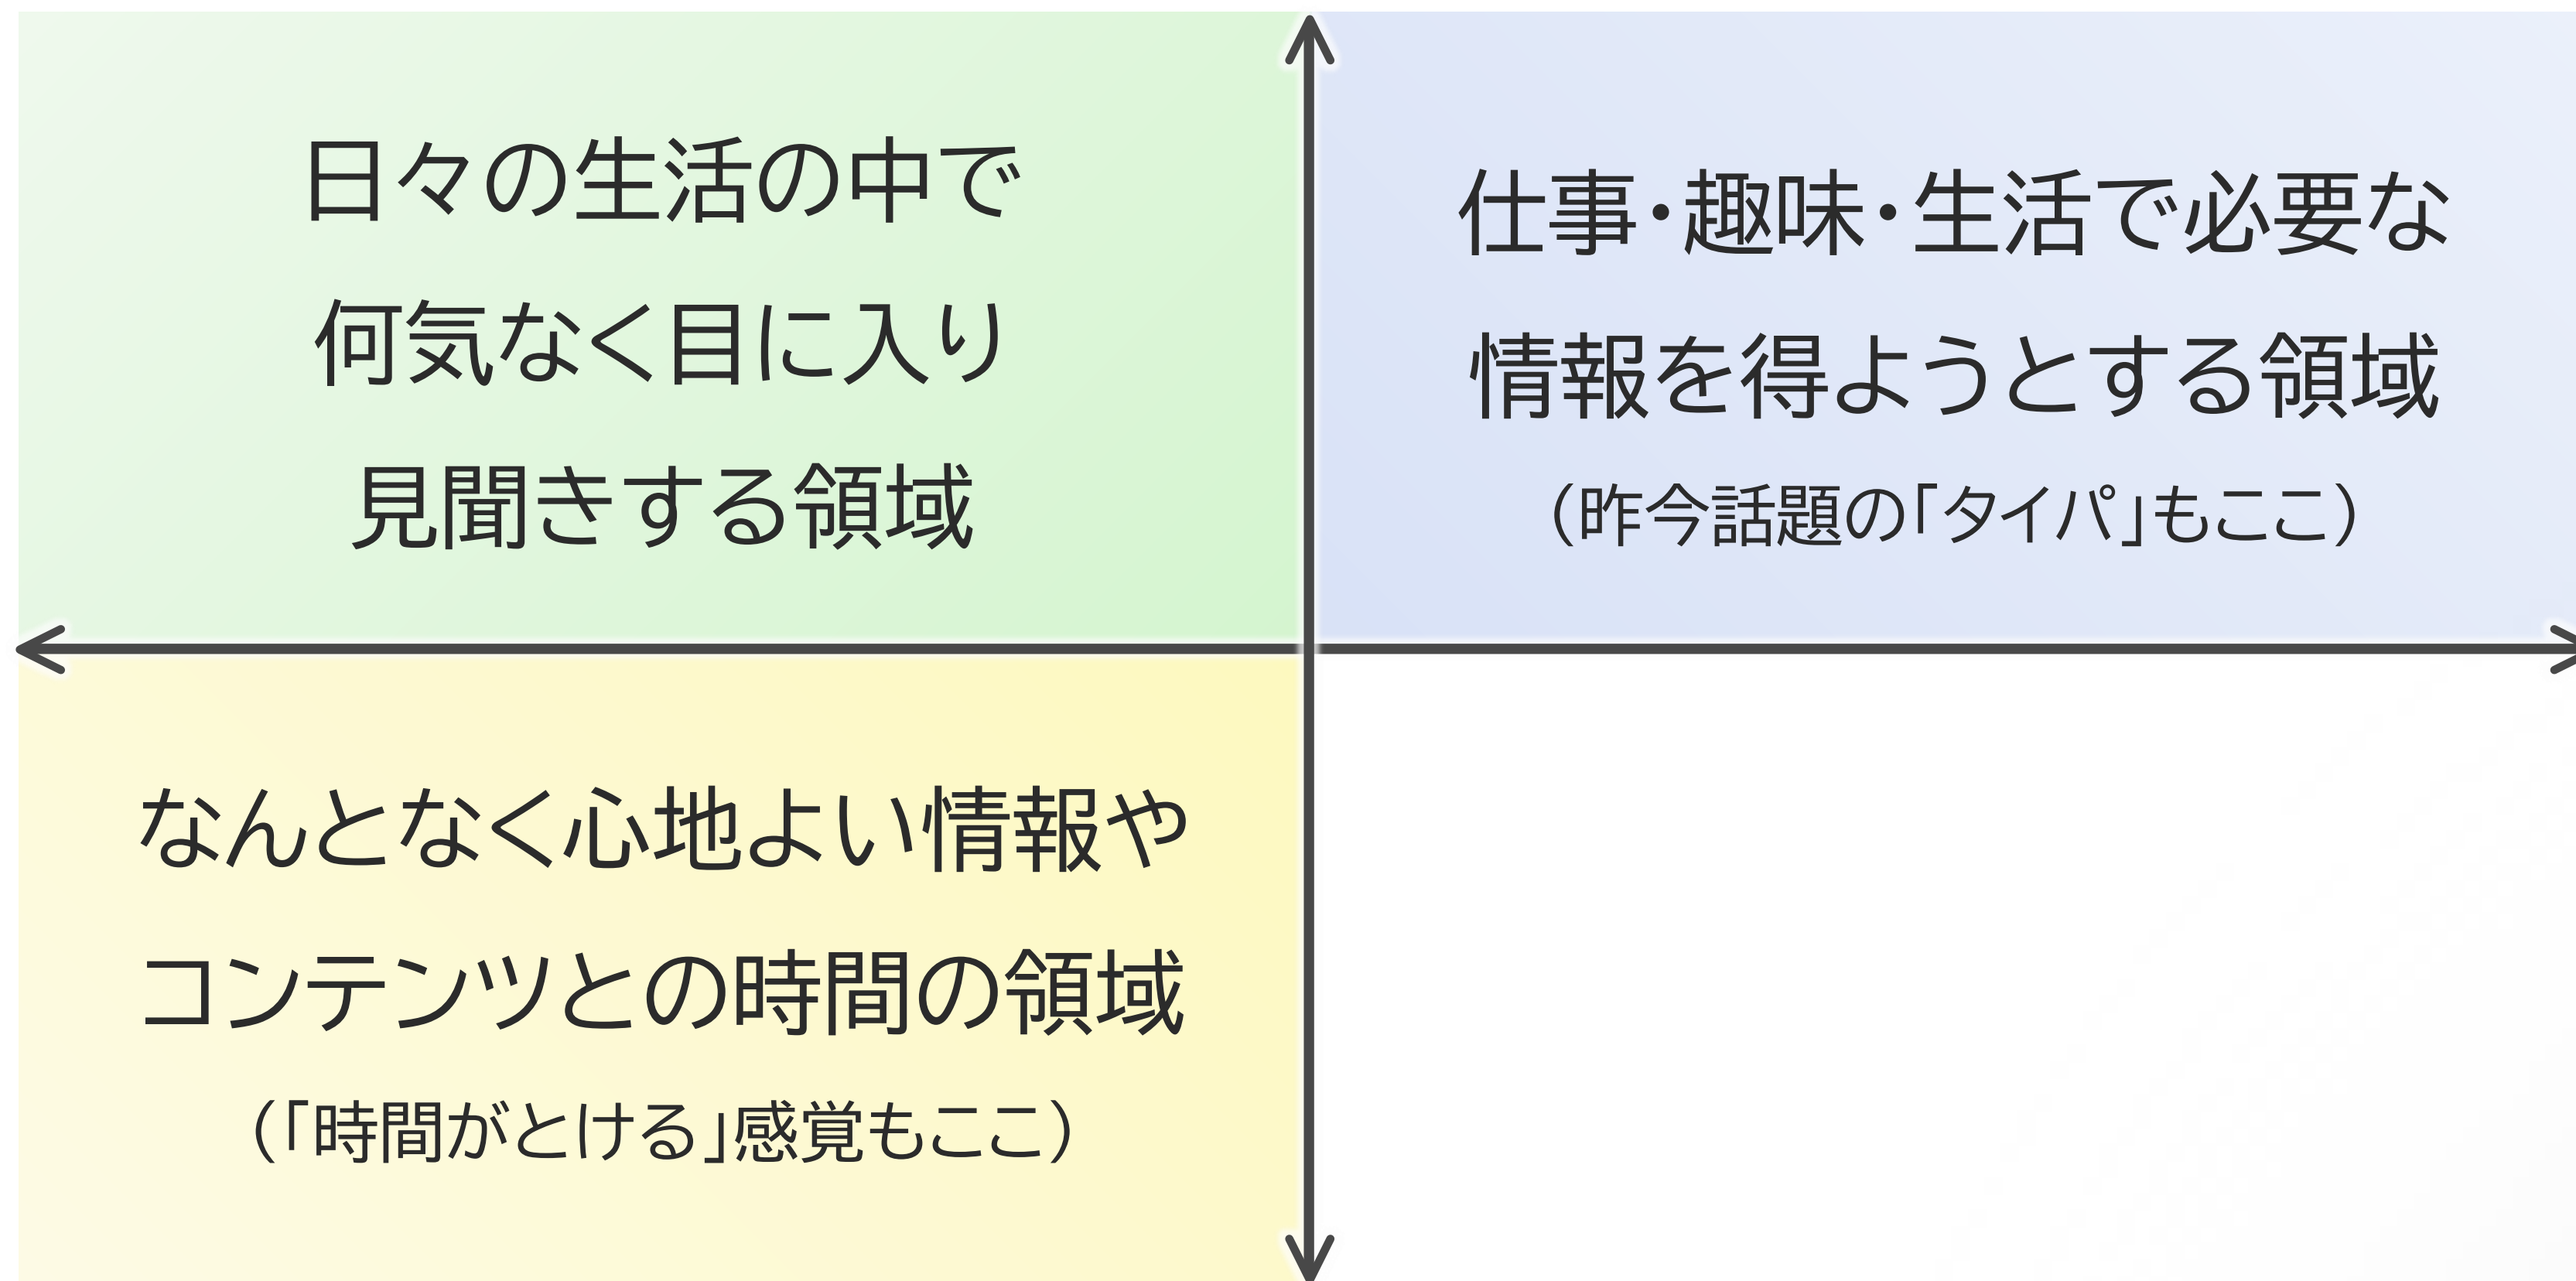 日々の生活の中で
何気なく目に入り
見聞きする領域
仕事・趣味・生活で必要な
情報を得ようとする領域
（昨今話題の「タイパ」もここ）
なんとなく心地よい情報や
コンテンツとの時間の領域
（「時間がとける」感覚もここ）